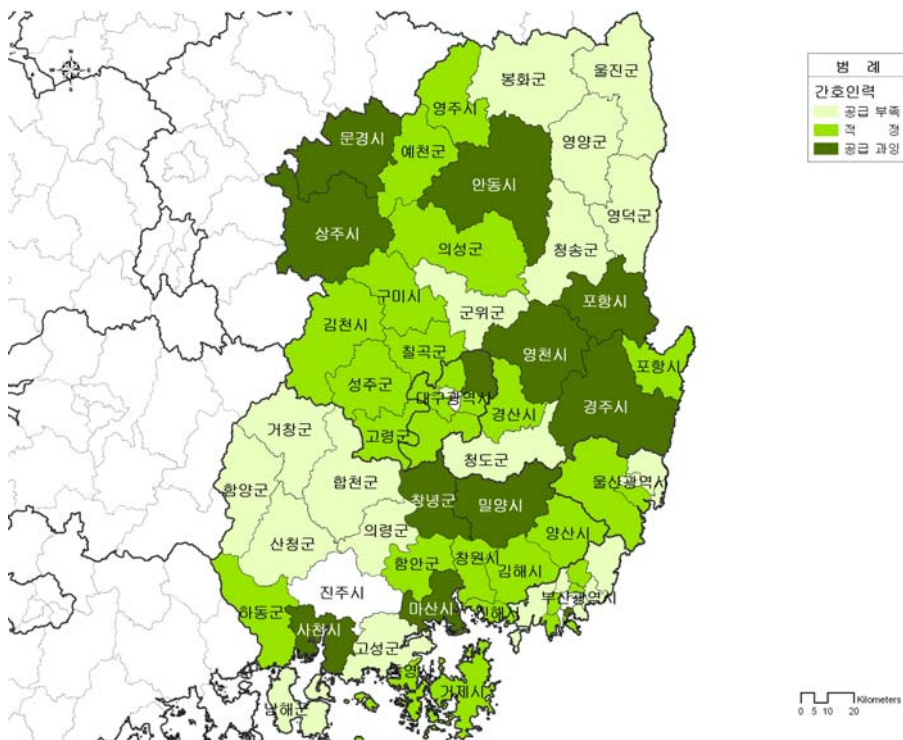 범 례
간호인력
공급 부족
적 정
공급 과잉
N
W
E
S
봉화군
울진군
영주시
문경시
예천군
영양군
안동시
영덕군
상주시
의성군
청송군
구미시
군위군
포항시
김천시
칠곡군
영천시
포항시
성주군
대구광역시
경산시
경주시
고령군
거창군
청도군
합천군
함양군
창녕군
밀양시
울산광역시
의령군
산청군
양산시
함안군
창원시
김해시
진주시
하동군
마산시
진해시
부산광역시
사천시
고성군
거제시
남해군
Kilometers
0 5 10 20